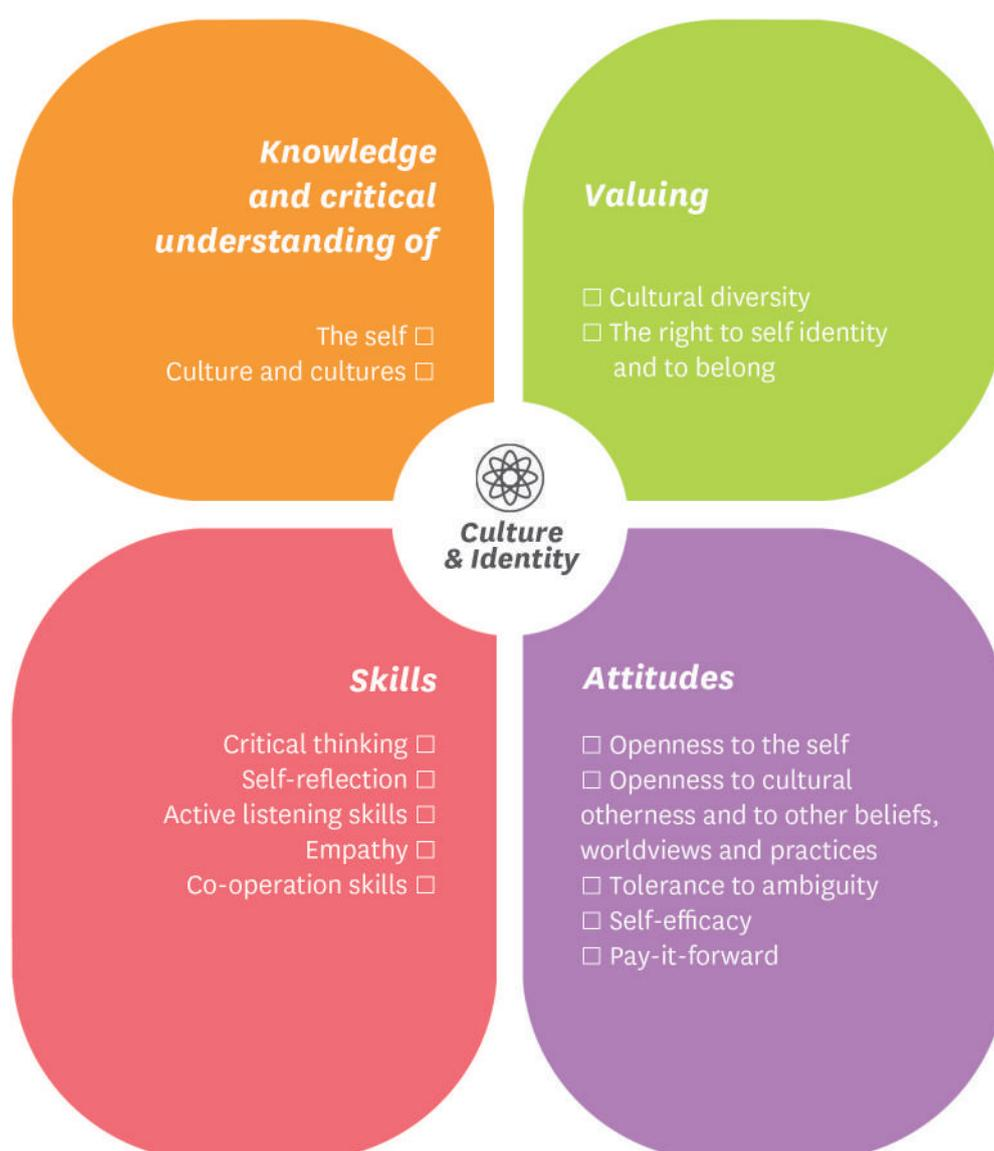 Knowledge
and critical
understanding of
The self ☐
Culture and cultures ☐
Valuing
☐ Cultural diversity
☐ The right to self identity
and to belong
Culture
& Identity
Skills
Critical thinking ☐
Self-reflection ☐
Active listening skills ☐
Empathy ☐
Co-operation skills ☐
Attitudes
☐ Openness to the self
☐ Openness to cultural
otherness and to other beliefs,
worldviews and practices
☐ Tolerance to ambiguity
☐ Self-efficacy
☐ Pay-it-forward